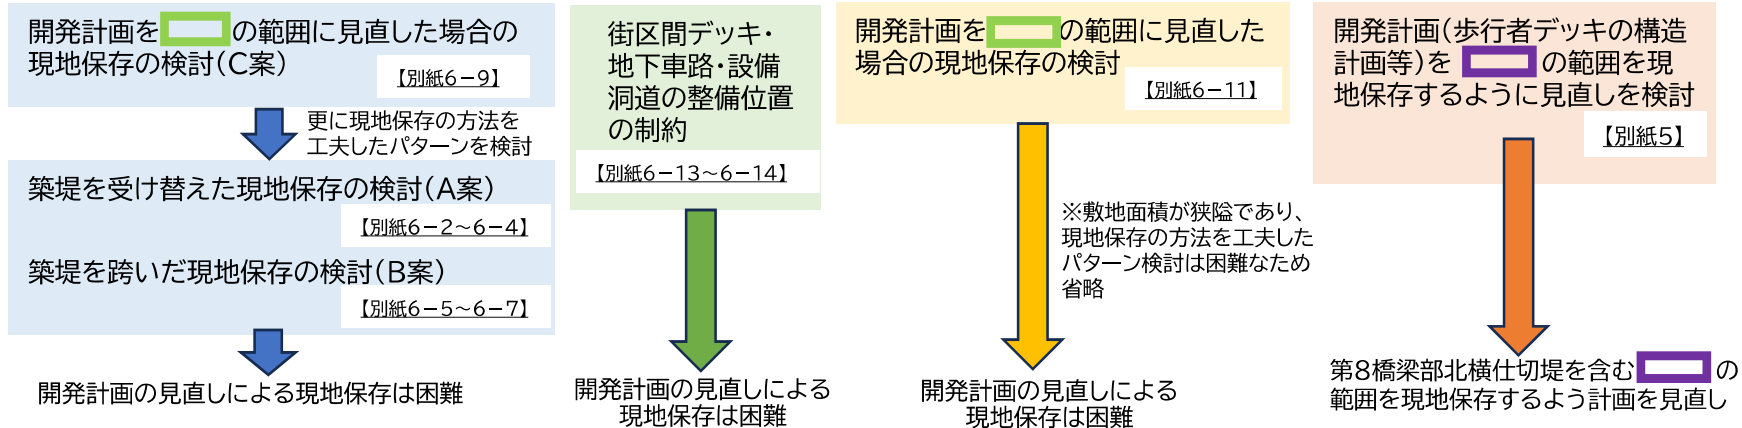 開発計画を の範囲に見直した場合の
現地保存の検討(C案)
【別紙6-9】
更に現地保存の方法を
工夫したパターンを検討
築堤を受け替えた現地保存の検討(A案)
【別紙6-2～6-4】
築堤を跨いだ現地保存の検討(B案)
【別紙6-5～6-7】
開発計画の見直しによる現地保存は困難
街区間デッキ・
地下車路・設備
洞道の整備位置
の制約
【別紙6-13～6-14】
開発計画の見直しによる
現地保存は困難
開発計画を の範囲に見直した
場合の現地保存の検討
【別紙6-11】
※敷地面積が狭隘であり、
現地保存の方法を工夫した
パターン検討は困難なため
省略
開発計画の見直しによる
現地保存は困難
開発計画(歩行者デッキの構造
計画等)を の範囲を現
地保存するように見直しを検討
【別紙5】
第8橋梁部北横仕切堤を含む の
範囲を現地保存するよう計画を見直し